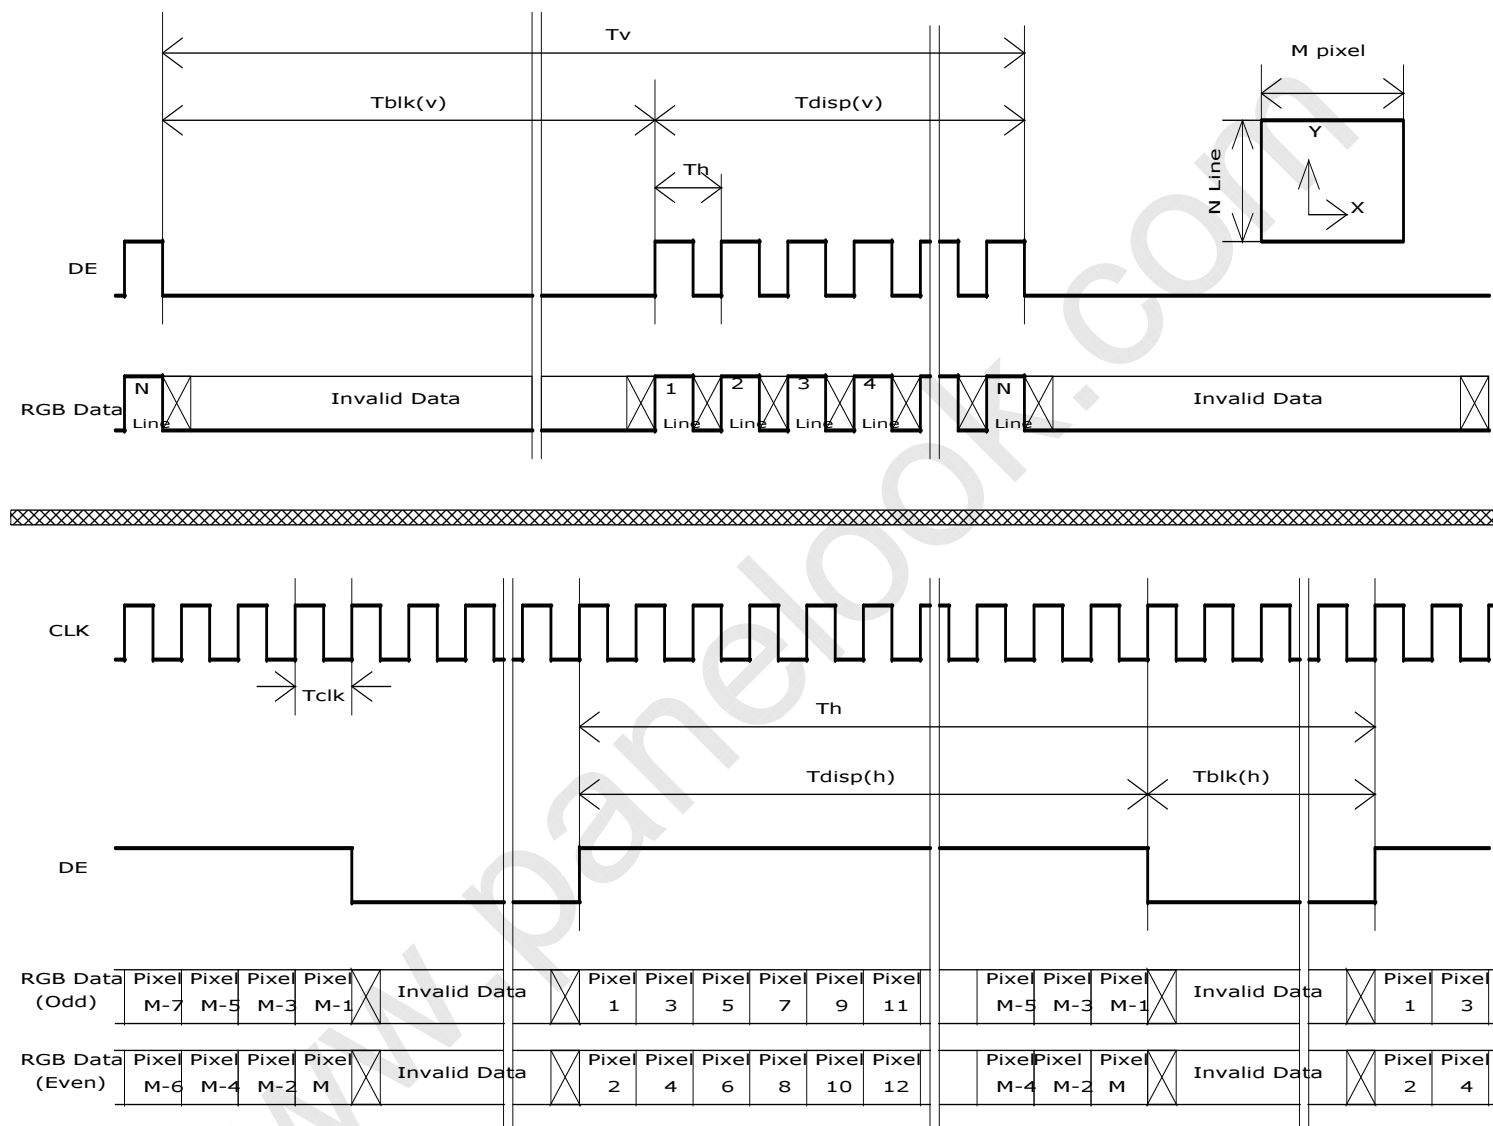 Tv
M pixel
Tblk(v) Tdisp(v)
Y
N Line
Th
X
DE
N 1 2 3 4 N
Invalid Data Invalid Data
RGB Data
Line Line Line Line Line Line
CLK
Tclk
Th
Tdisp(h) Tblk(h)
DE
RGB Data Pixel Pixel Pixel Pixel Pixel Pixel Pixel Pixel Pixel Pixel Pixel Pixel Pixel Pixel Pixel
Invalid Data Invalid Data
(Odd) M-7 M-5 M-3 M-1 1 3 5 7 9 11 M-5 M-3 M-1 1 3
RGB Data Pixel Pixel Pixel Pixel Pixel Pixel Pixel Pixel Pixel Pixel Pixel Pixel Pixel Pixel Pixel
Invalid Data Invalid Data
(Even) M-6 M-4 M-2 M 2 4 6 8 10 12 M-4 M-2 M 2 4
www.panelook.com